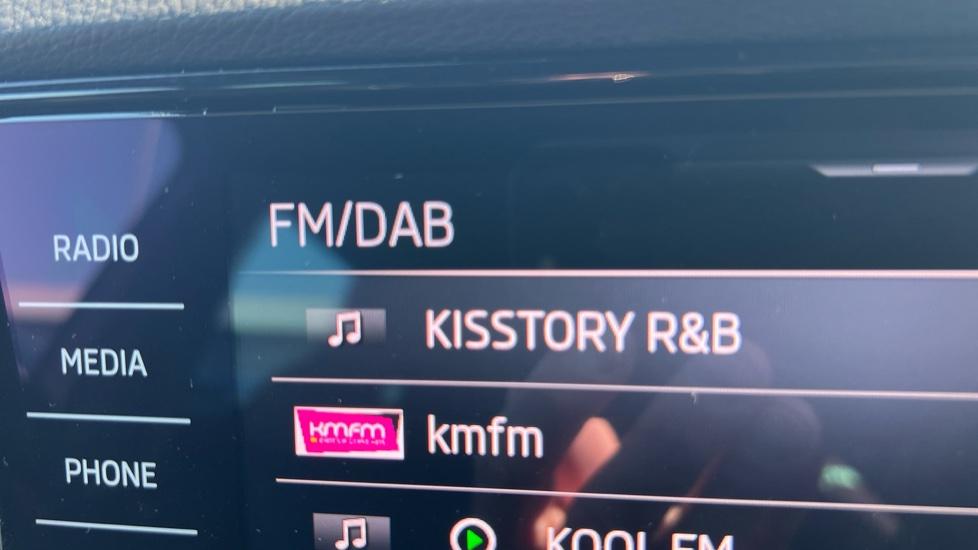 FM/DAB
RADIO
KISSTORY R&B
MEDIA
kmfm
kmfm
PHONE
KOOL FM